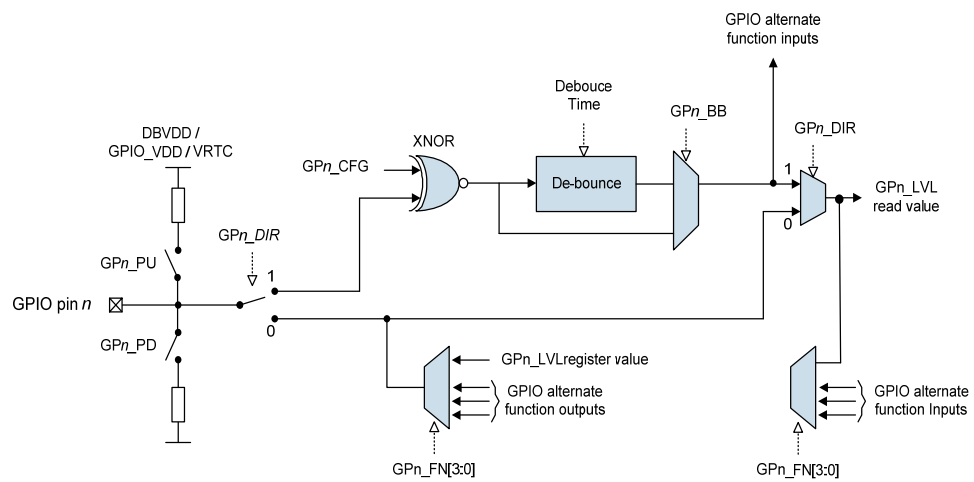 GPIO alternate
function inputs
Debouce
Time
GPn_BB
GPn_DIR
DBVDD /
GPIO_VDD / VRTC
XNOR
GPn_CFG
De-bounce
1
GPn_LVL
read value
0
GPn_DIR
GPn_PU
1
GPIO pin n
0
GPn_PD
GPn_LVLregister value
GPIO alternate
function outputs
GPIO alternate
function Inputs
GPn_FN[3:0]
GPn_FN[3:0]